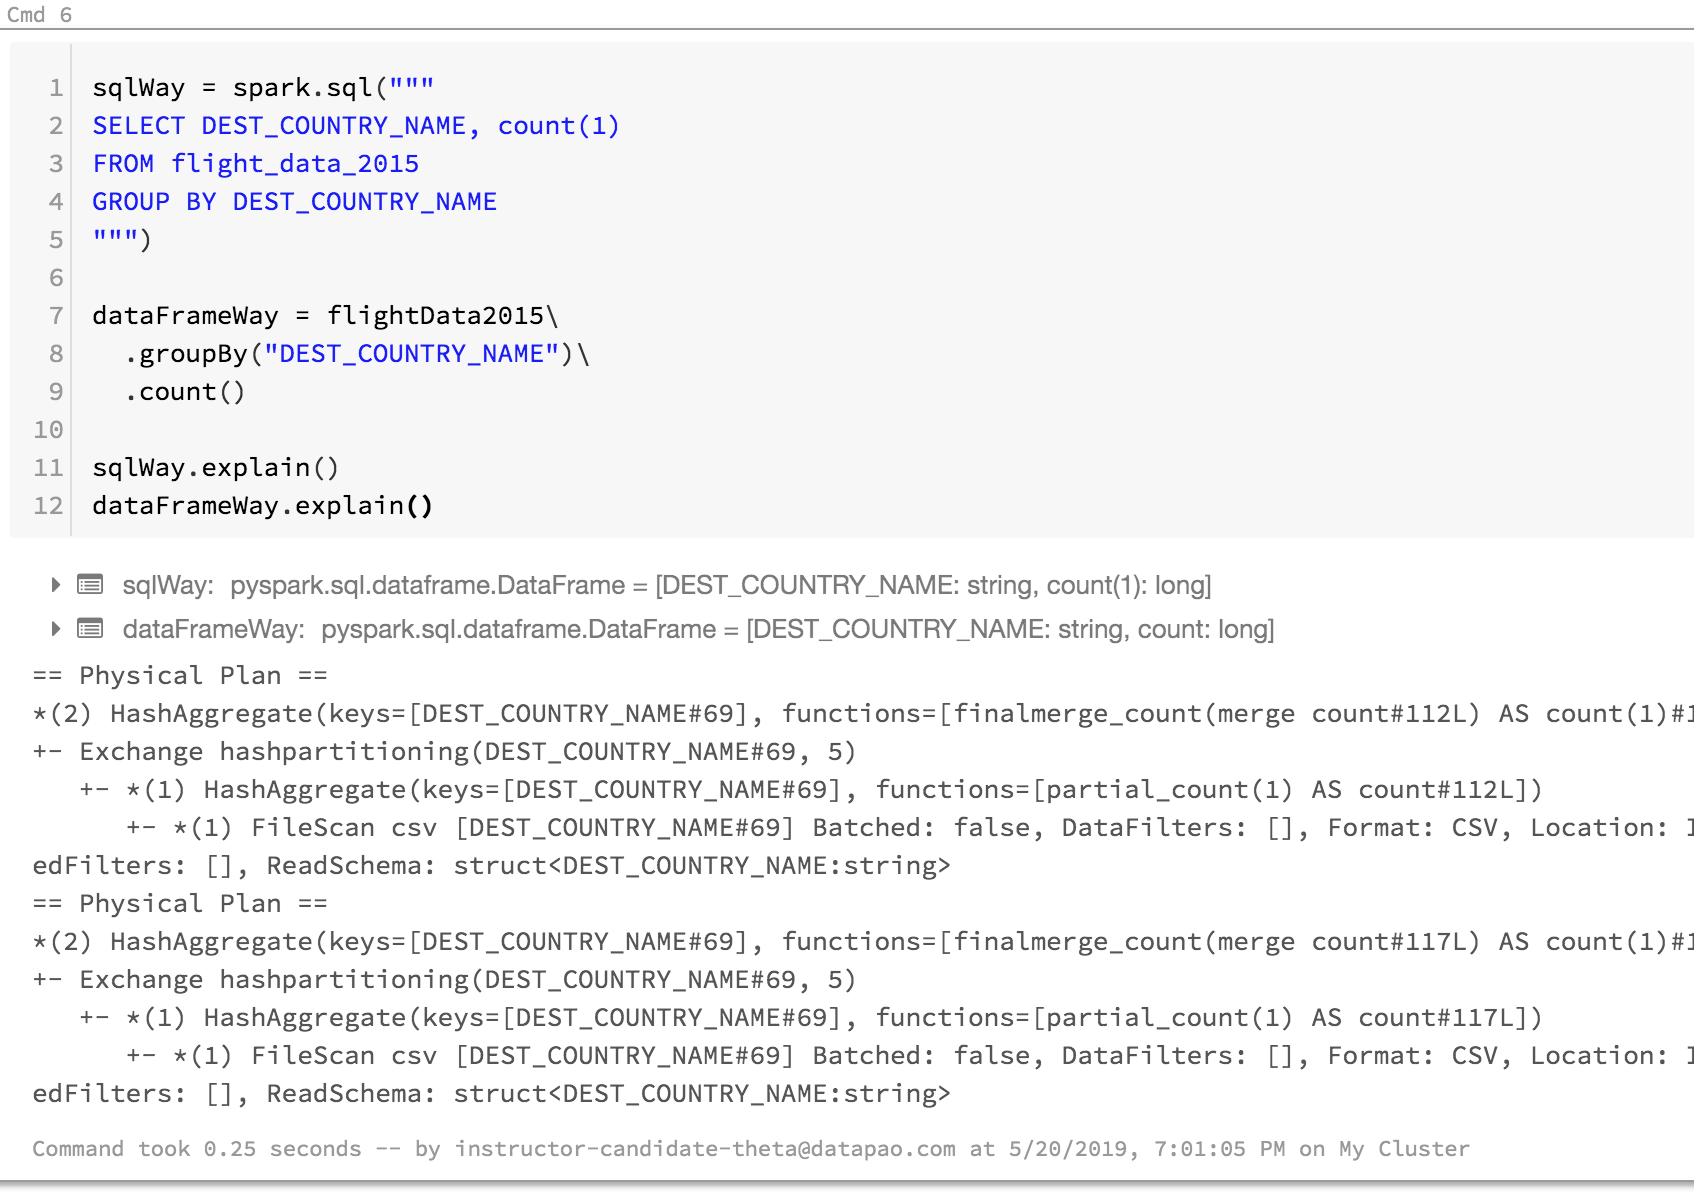 Cmd 6
1 sqlWay = spark.sql("""
2 SELECT DEST_COUNTRY_NAME, count(1)
3 FROM flight_data_2015
4 GROUP BY DEST_COUNTRY_NAME
5 """)
6
7 dataFrameWay = flightData2015\
8   .groupBy("DEST_COUNTRY_NAME")\
9   .count()
10
11 sqlWay.explain()
12 dataFrameWay.explain()
sqlWay: pyspark.sql.dataframe.DataFrame = [DEST_COUNTRY_NAME: string, count(1): long]
dataFrameWay: pyspark.sql.dataframe.DataFrame = [DEST_COUNTRY_NAME: string, count: long]
== Physical Plan ==
*(2) HashAggregate(keys=[DEST_COUNTRY_NAME#69], functions=[finalmerge_count(merge count#112L) AS count(1)#1
+- Exchange hashpartitioning(DEST_COUNTRY_NAME#69, 5)
   +- *(1) HashAggregate(keys=[DEST_COUNTRY_NAME#69], functions=[partial_count(1) AS count#112L])
      +- *(1) FileScan csv [DEST_COUNTRY_NAME#69] Batched: false, DataFilters: [], Format: CSV, Location:
edFilters: [], ReadSchema: struct<DEST_COUNTRY_NAME:string>
== Physical Plan ==
*(2) HashAggregate(keys=[DEST_COUNTRY_NAME#69], functions=[finalmerge_count(merge count#117L) AS count(1)#1
+- Exchange hashpartitioning(DEST_COUNTRY_NAME#69, 5)
   +- *(1) HashAggregate(keys=[DEST_COUNTRY_NAME#69], functions=[partial_count(1) AS count#117L])
      +- *(1) FileScan csv [DEST_COUNTRY_NAME#69] Batched: false, DataFilters: [], Format: CSV, Location:
edFilters: [], ReadSchema: struct<DEST_COUNTRY_NAME:string>
Command took 0.25 seconds -- by instructor-candidate-theta@datapao.com at 5/20/2019, 7:01:05 PM on My Cluster